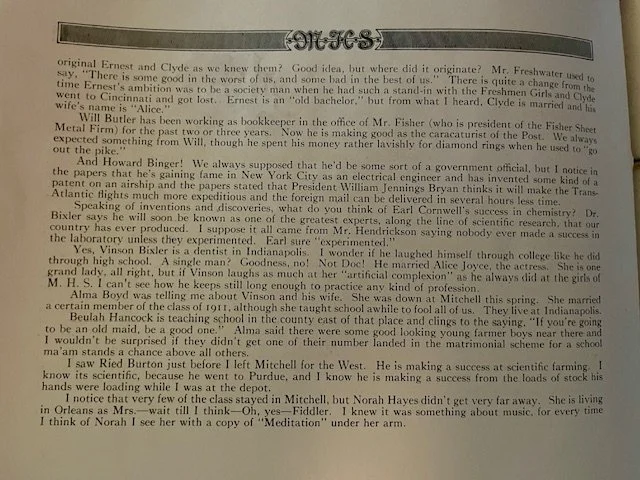 M·H·S
original Ernest and Clyde as we knew them? Good idea, but where did it originate? Mr. Freshwater used to
say, "There is some good in the worst of us, and some bad in the best of us." There is quite a change from the
time Ernest's ambition was to be a society man when he had such a stand-in with the Freshmen Girls and Clyde
went to Cincinnati and got lost. Ernest is an "old bachelor," but from what I heard, Clyde is married and his
wife's name is "Alice."
Will Butler has been working as bookkeeper in the office of Mr. Fisher (who is president of the Fisher Sheet
Metal Firm) for the past two or three years. Now he is making good as the caracaturist of the Post. We always
expected something from Will, though he spent his money rather lavishly for diamond rings when he used to "go
out the pike."
And Howard Binger! We always supposed that he'd be some sort of a government official, but I notice in
the papers that he's gaining fame in New York City as an electrical engineer and has invented some kind of a
patent on an airship and the papers stated that President William Jennings Bryan thinks it will make the Trans-
Atlantic flights much more expeditious and the foreign mail can be delivered in several hours less time.
Speaking of inventions and discoveries, what do you think of Earl Cornwell's success in chemistry? Dr.
Bixler says he will soon be known as one of the greatest experts, along the line of scientific research, that our
country has ever produced. I suppose it all came from Mr. Hendrickson saying nobody ever made a success in
the laboratory unless they experimented. Earl sure "experimented."
Yes, Vinson Bixler is a dentist in Indianapolis. I wonder if he laughed himself through college like he did
through high school. A single man? Goodness, no! Not Doc! He married Alice Joyce, the actress. She is one
grand lady, all right, but if Vinson laughs as much at her "artificial complexion" as he always did at the girls of
M. H. S. I can't see how he keeps still long enough to practice any kind of profession.
Alma Boyd was telling me about Vinson and his wife. She was down at Mitchell this spring. She married
a certain member of the class of 1911, although she taught school awhile to fool all of us. They live at Indianapolis.
Beulah Hancock is teaching school in the county east of that place and clings to the saying, "If you're going
to be an old maid, be a good one." Alma said there were some good looking young farmer boys near there and
I wouldn't be surprised if they didn't get one of their number landed in the matrimonial scheme for a school
ma'am stands a chance above all others.
I saw Ried Burton just before I left Mitchell for the West. He is making a success at scientific farming. I
know its scientific, because he went to Purdue, and I know he is making a success from the loads of stock his
hands were loading while I was at the depot.
I notice that very few of the class stayed in Mitchell, but Norah Hayes didn't get very far away. She is living
in Orleans as Mrs.—wait till I think—Oh, yes—Fiddler. I knew it was something about music, for every time
I think of Norah I see her with a copy of "Meditation" under her arm.